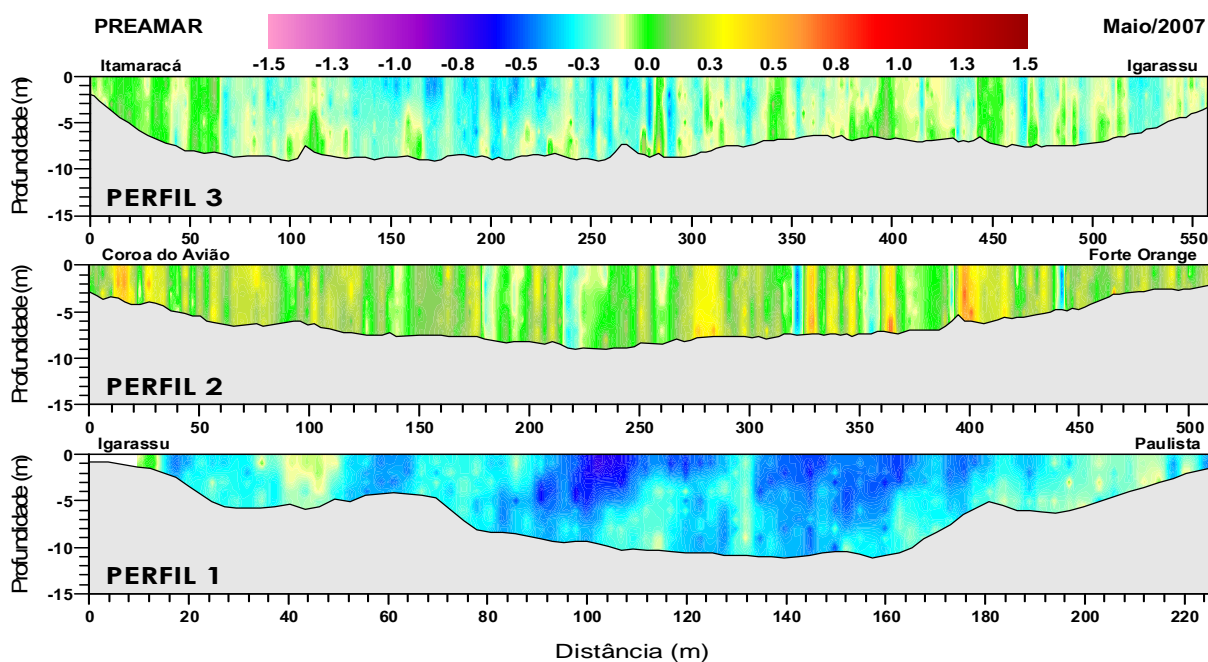 PREAMAR
Maio/2007
-1.5 -1.3 -1.0 -0.8 -0.5 -0.3 0.0 0.3 0.5 0.8 1.0 1.3 1.5
Itamaracá
Igarassu
Profundidade (m)
0
-5
-10
-15
PERFIL 3
0 50 100 150 200 250 300 350 400 450 500 550
Coroa do Avião
Forte Orange
Profundidade (m)
0
-5
-10
-15
PERFIL 2
0 50 100 150 200 250 300 350 400 450 500
Igarassu
Paulista
Profundidade (m)
0
-5
-10
-15
PERFIL 1
0 20 40 60 80 100 120 140 160 180 200 220
Distância (m)